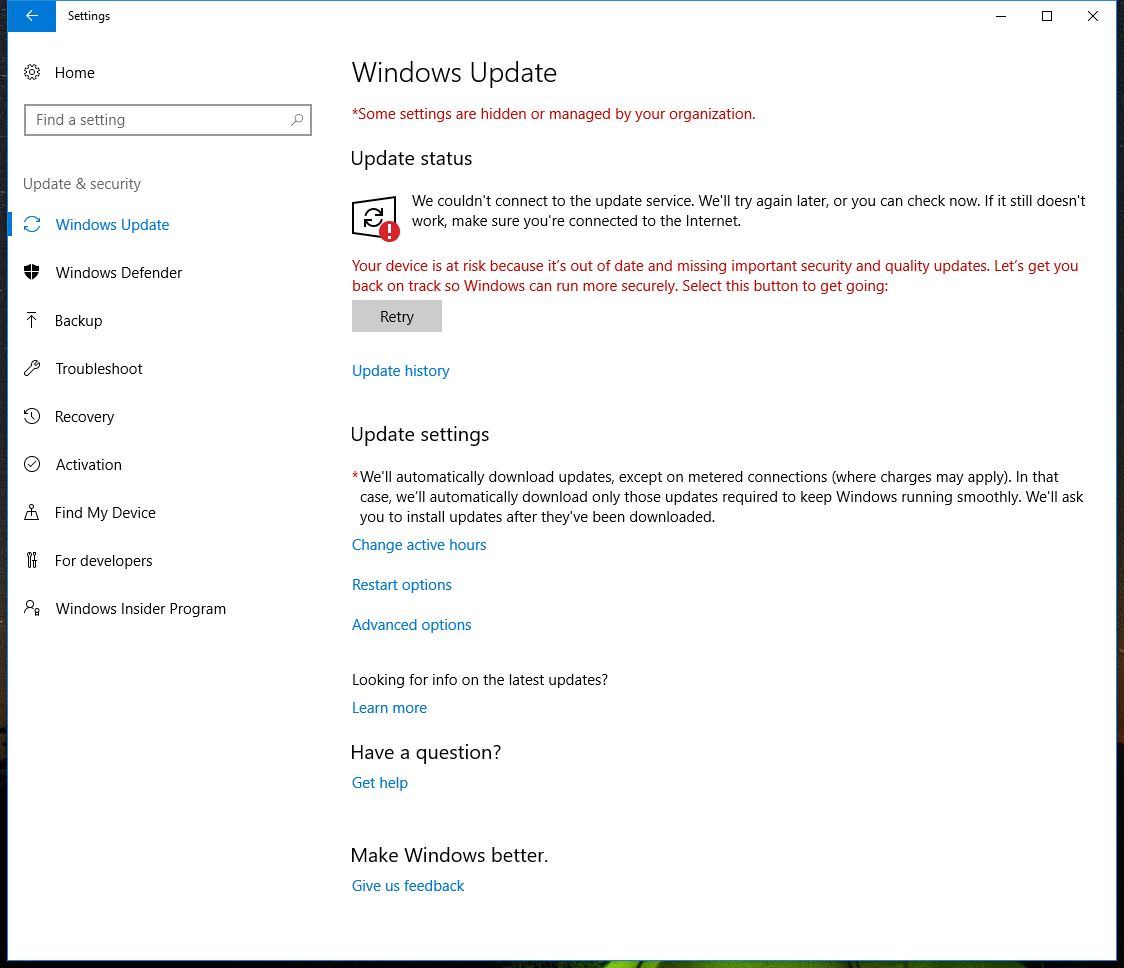 Settings
Home
Find a setting
Update & security
Windows Update
Windows Defender
Backup
Troubleshoot
Recovery
Activation
Find My Device
For developers
Windows Insider Program
Windows Update
*Some settings are hidden or managed by your organization.
Update status
We couldn't connect to the update service. We'll try again later, or you can check now. If it still doesn't
work, make sure you're connected to the Internet.
Your device is at risk because it’s out of date and missing important security and quality updates. Let’s get you
back on track so Windows can run more securely. Select this button to get going:
Retry
Update history
Update settings
*We'll automatically download updates, except on metered connections (where charges may apply). In that
case, we’ll automatically download only those updates required to keep Windows running smoothly. We'll ask
you to install updates after they've been downloaded.
Change active hours
Restart options
Advanced options
Looking for info on the latest updates?
Learn more
Have a question?
Get help
Make Windows better.
Give us feedback